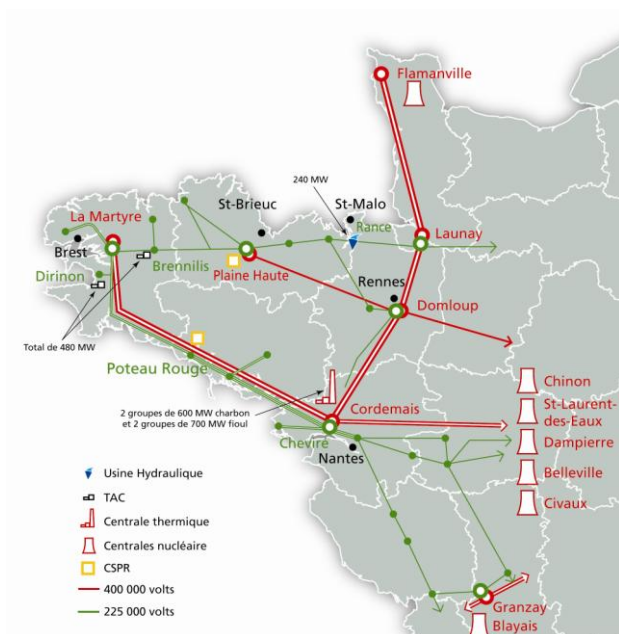 Flamanville
240 MW
St-Brieuc
St-Malo
La Martyre
Rance
Launay
Brest
Brennilis
Plaine Haute
Dirinon
Rennes
Domloup
Total de 480 MW
Poteau Rouge
Chinon
2 groupes de 600 MW charbon
et 2 groupes de 700 MW fioul
Cordemais
St-Laurent-
des-Eaux
Cheviré
Dampierre
Nantes
Belleville
Usine Hydraulique
TAC
Civaux
Centrale thermique
Centrales nucléaire
CSPR
400 000 volts
225 000 volts
Granzay
Blayais